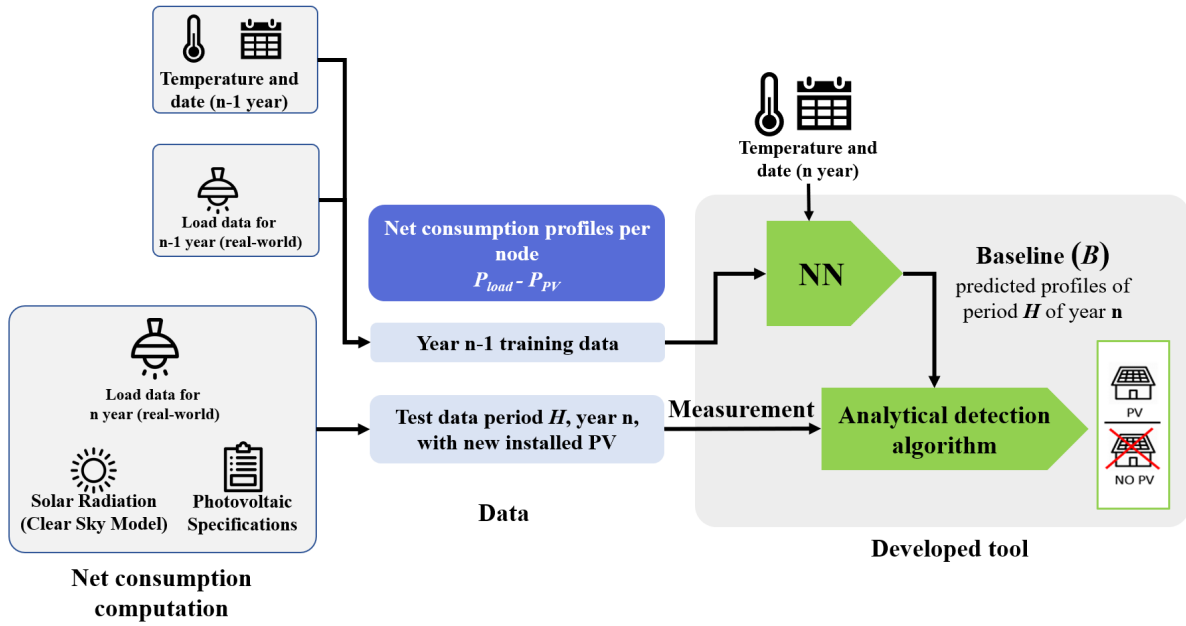 Temperature and
date (n-1 year)
Load data for
n-1 year (real-world)
Load data for
n year (real-world)
Solar Radiation
(Clear Sky Model)
Photovoltaic
Specifications
Net consumption
computation
Net consumption profiles per
node
P_load - P_PV
Year n-1 training data
Test data period H, year n,
with new installed PV
Data
Measurement
Temperature and
date (n year)
NN
Baseline (B)
predicted profiles of
period H of year n
Analytical detection
algorithm
PV
NO PV
Developed tool